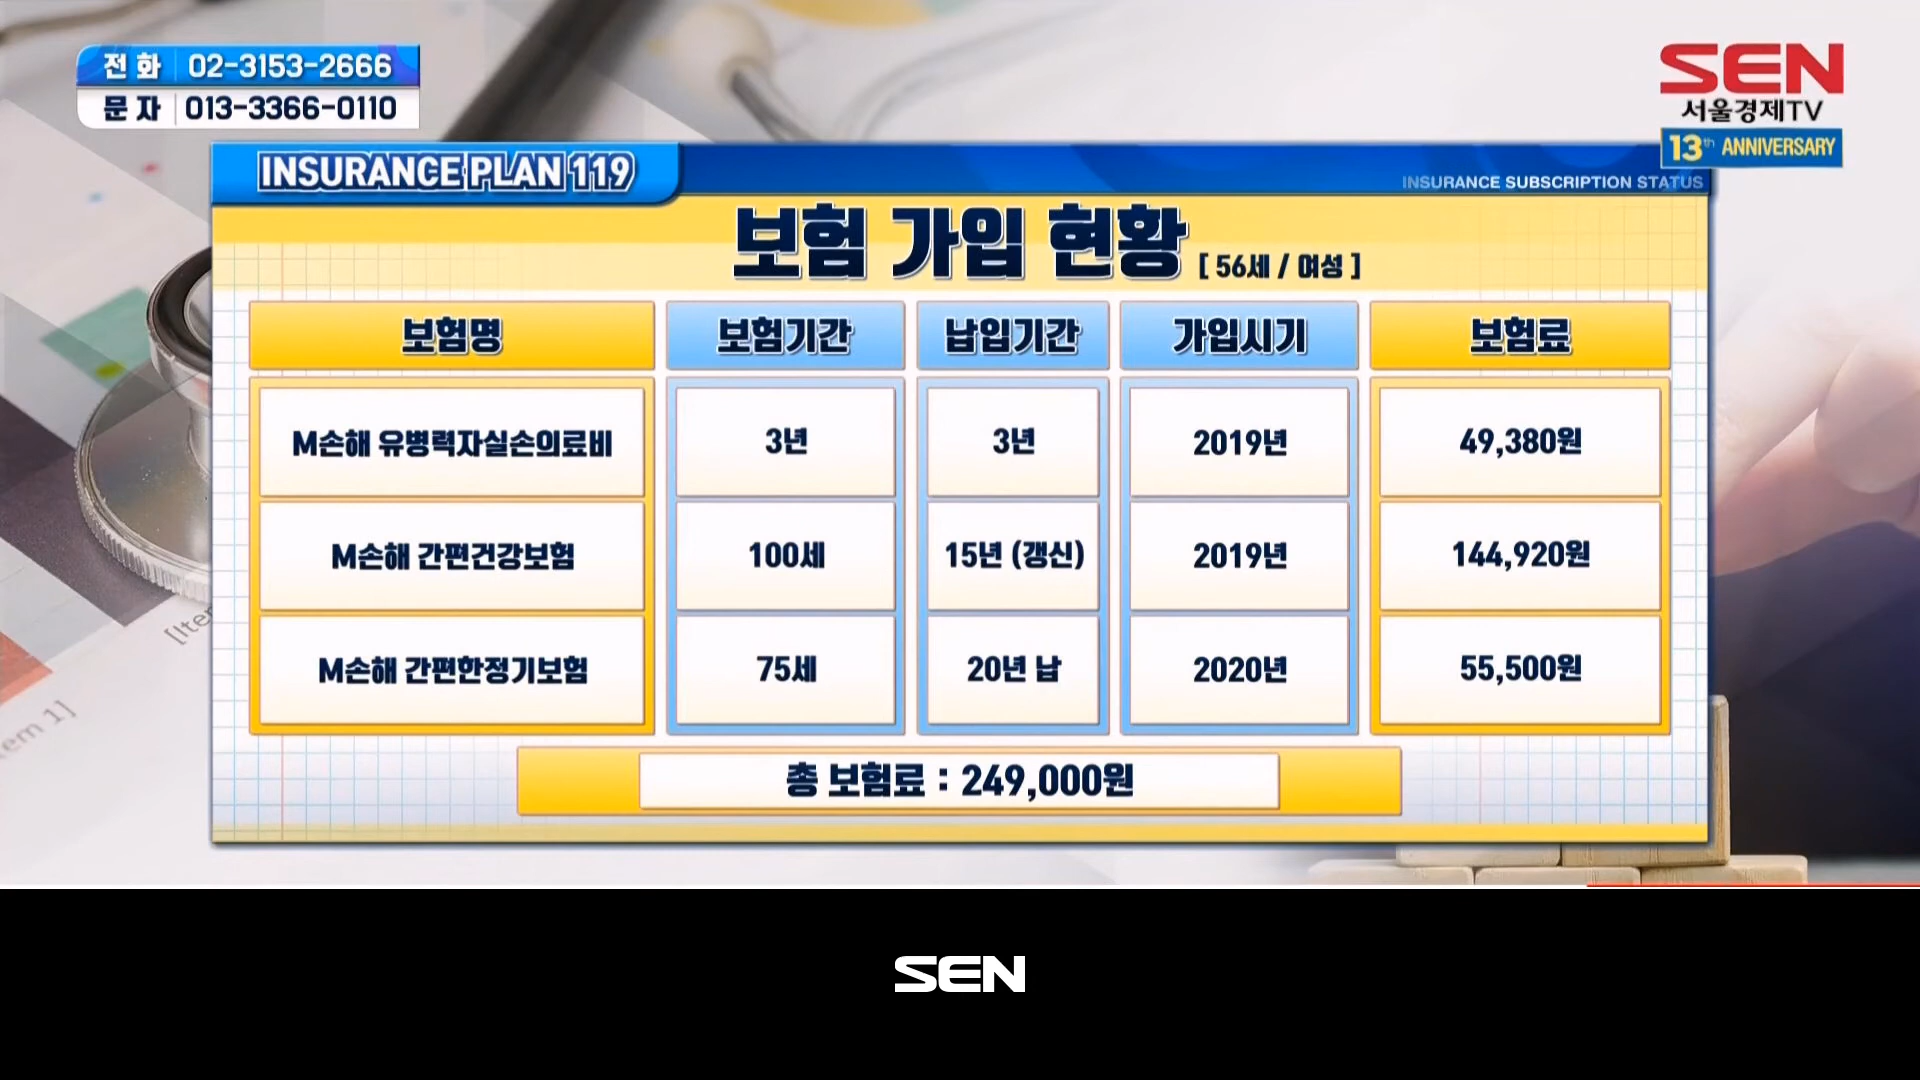 전화 02-3153-2666
문자 013-3366-0110
SEN
서울경제TV
13th ANNIVERSARY
INSURANCE PLAN 119
INSURANCE SUBSCRIPTION STATUS
보험 가입 현황 [ 56세 / 여성 ]
보험명 보험기간 납입기간 가입시기 보험료
M손해 유병력자실손의료비 3년 3년 2019년 49,380원
M손해 간편건강보험 100세 15년 (갱신) 2019년 144,920원
M손해 간편한정기보험 75세 20년 납 2020년 55,500원
총 보험료 : 249,000원
[Ite
em 1]
SEN